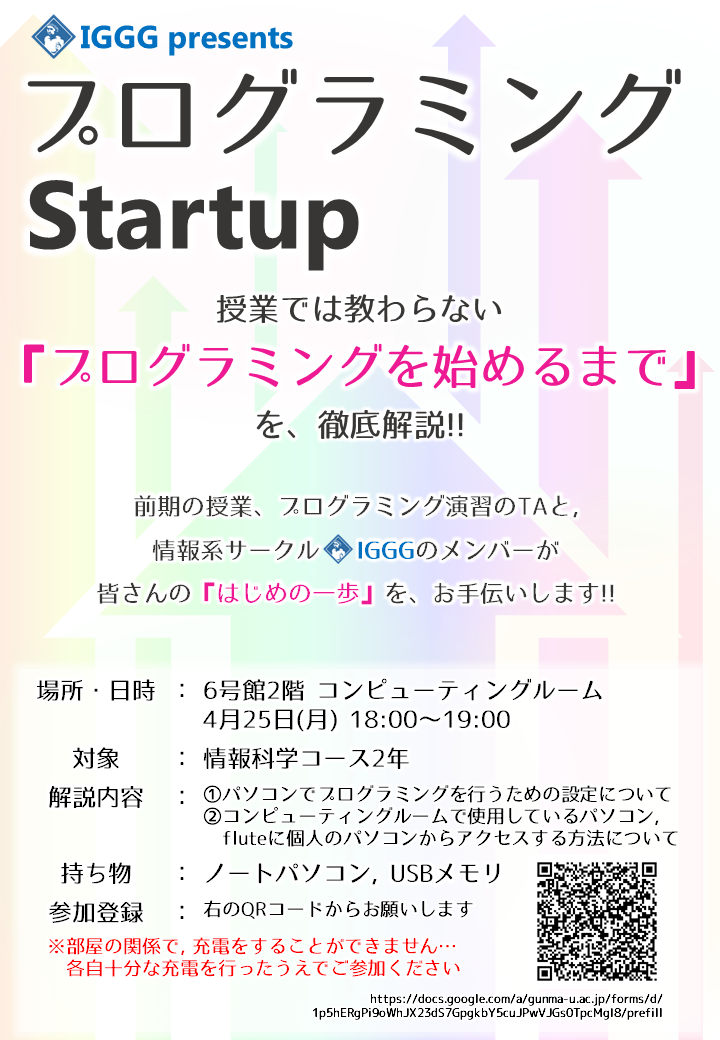 IGGG presents
プログラミング
Startup
授業では教わらない
『プログラミングを始めるまで』
を、徹底解説!!
前期の授業、プログラミング演習のTAと,
情報系サークルIGGGのメンバーが
皆さんの『はじめの一歩』を、お手伝いします!!
場所・日時 : 6号館2階 コンピューティングルーム
4月25日(月) 18:00～19:00
対象 : 情報科学コース2年
解説内容 : ①パソコンでプログラミングを行うための設定について
②コンピューティングルームで使用しているパソコン,
fluteに個人のパソコンからアクセスする方法について
持ち物 : ノートパソコン, USBメモリ
参加登録 : 右のQRコードからお願いします
※部屋の関係で, 充電をすることができません…
各自十分な充電を行ったうえでご参加ください
https://docs.google.com/a/gunma-u.ac.jp/forms/d/
1p5hERgPi9oWhJX23dS7GpgkbY5cuJPwVJGsOTpcMgI8/prefill